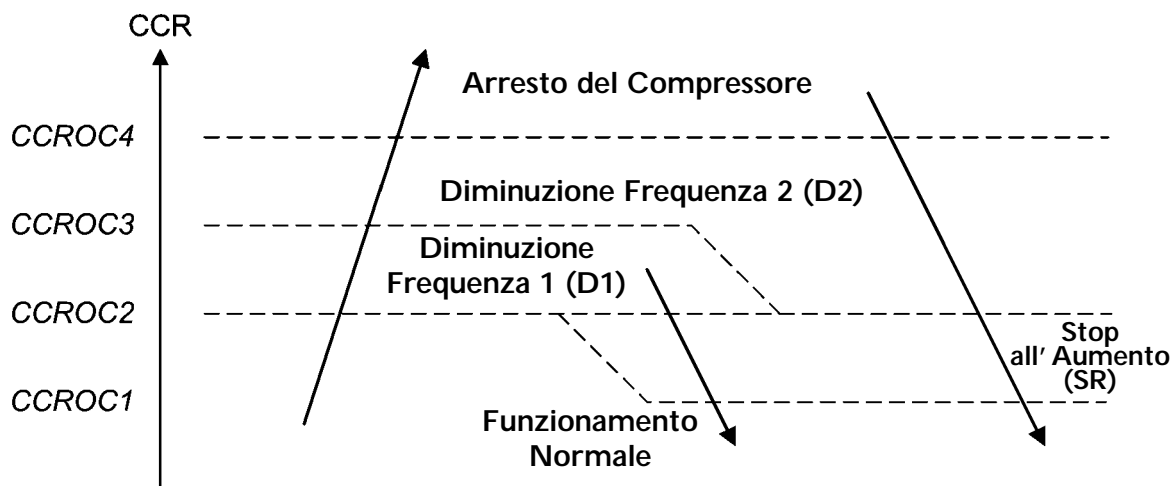 CCR
Arresto del Compressore
CCROC4
Diminuzione Frequenza 2 (D2)
CCROC3
Diminuzione
Frequenza 1 (D1)
CCROC2
Stop
all' Aumento
(SR)
CCROC1
Funzionamento
Normale